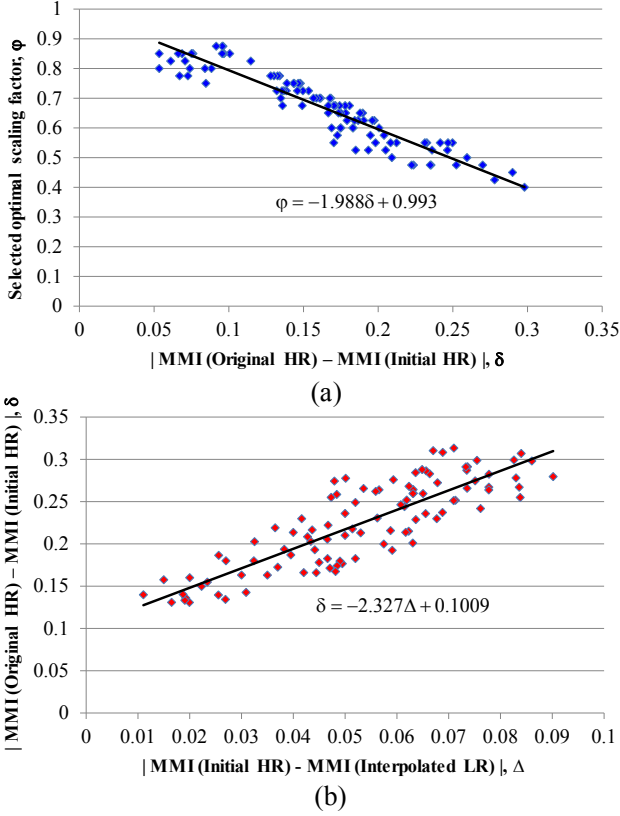 Selected optimal scaling factor, φ
1
0.9
0.8
0.7
0.6
0.5
0.4
0.3
0.2
0.1
0
φ = −1.988δ + 0.993
0 0.05 0.1 0.15 0.2 0.25 0.3 0.35
| MMI (Original HR) – MMI (Initial HR) |, δ
(a)
| MMI (Original HR) – MMI (Initial HR) |, δ
0.35
0.3
0.25
0.2
0.15
0.1
0.05
0
δ = −2.327Δ + 0.1009
0 0.01 0.02 0.03 0.04 0.05 0.06 0.07 0.08 0.09 0.1
| MMI (Initial HR) - MMI (Interpolated LR) |, Δ
(b)